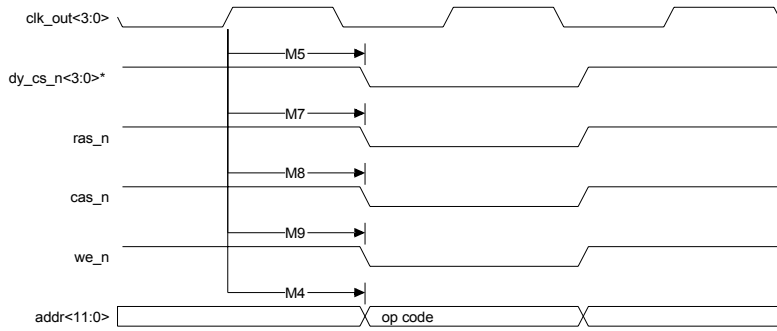 clk_out<3:0>
M5
dy_cs_n<3:0>*
M7
ras_n
M8
cas_n
M9
we_n
M4
addr<11:0> op code